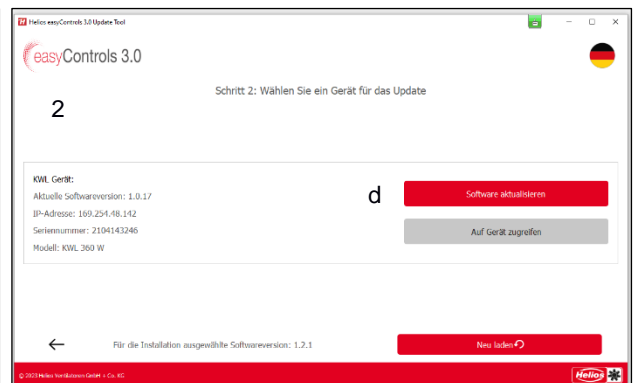 Helios easyControls 3.0 Update Tool
easyControls 3.0
Schritt 2: Wählen Sie ein Gerät für das Update
2
KWL Gerät:
Aktuelle Softwareversion: 1.0.17
IP-Adresse: 169.254.48.142
Seriennummer: 2104143246
Modell: KWL 360 W
d
Software aktualisieren
Auf Gerät zugreifen
Für die Installation ausgewählte Softwareversion: 1.2.1
Neu laden
© 2023 Helios Ventilatoren GmbH + Co. KG
Helios